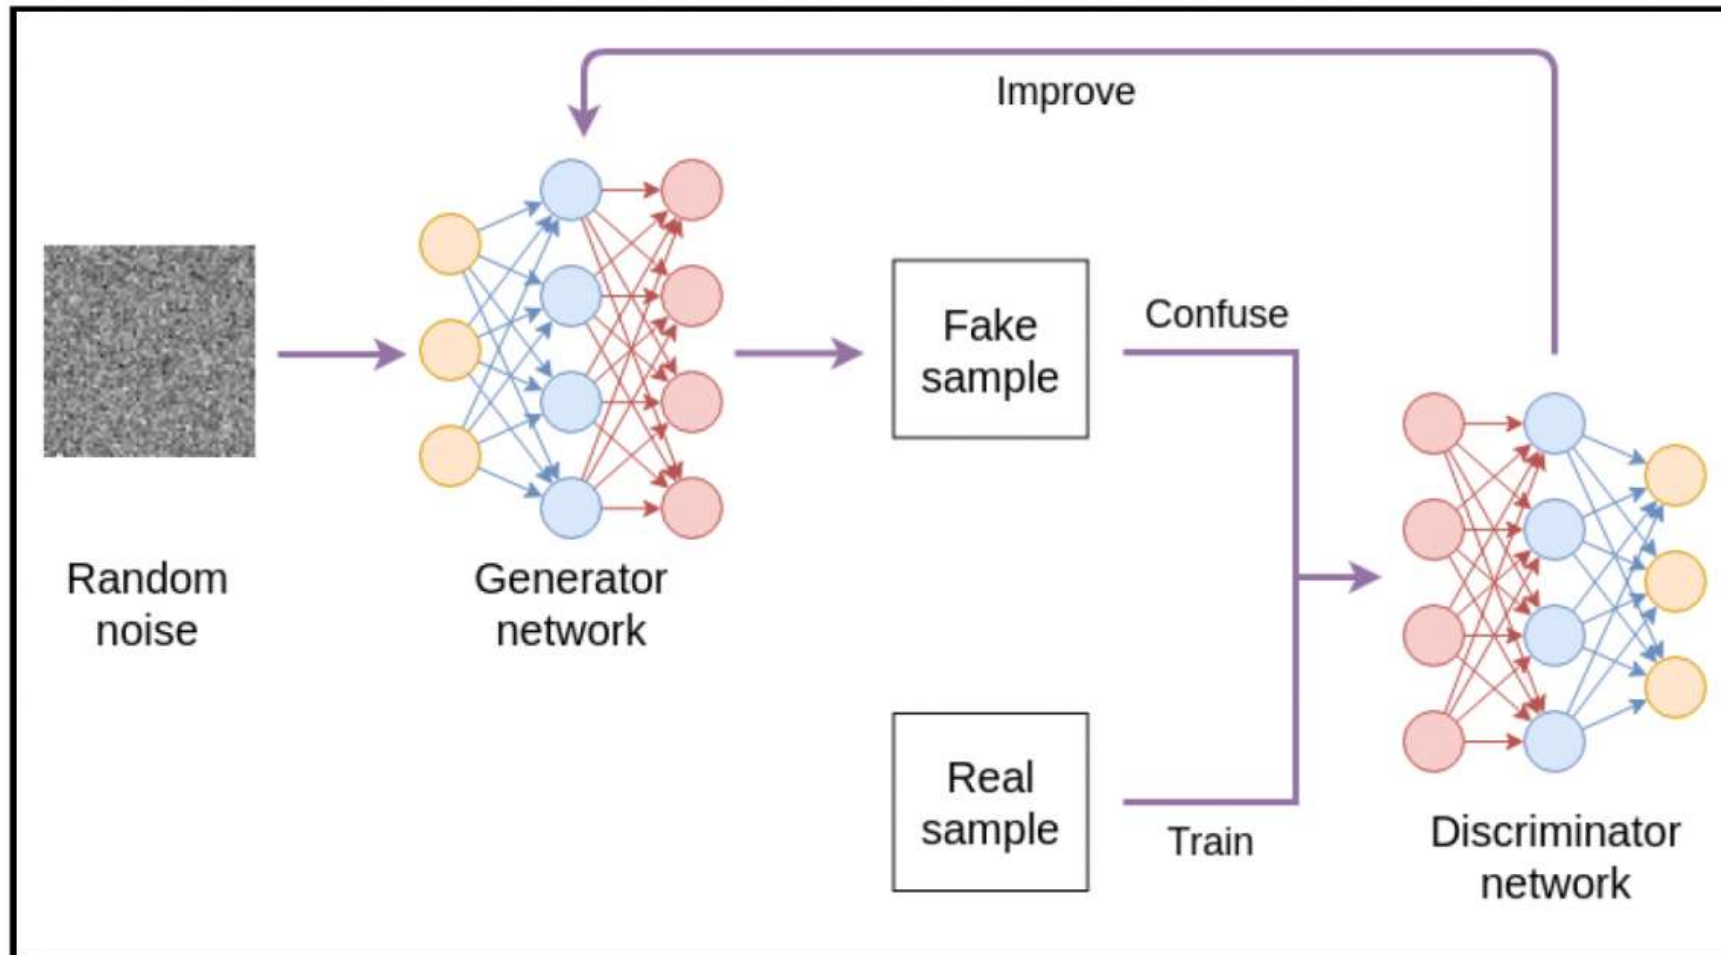 Improve
Confuse
Fake
sample
Random
noise
Generator
network
Real
sample
Train
Discriminator
network